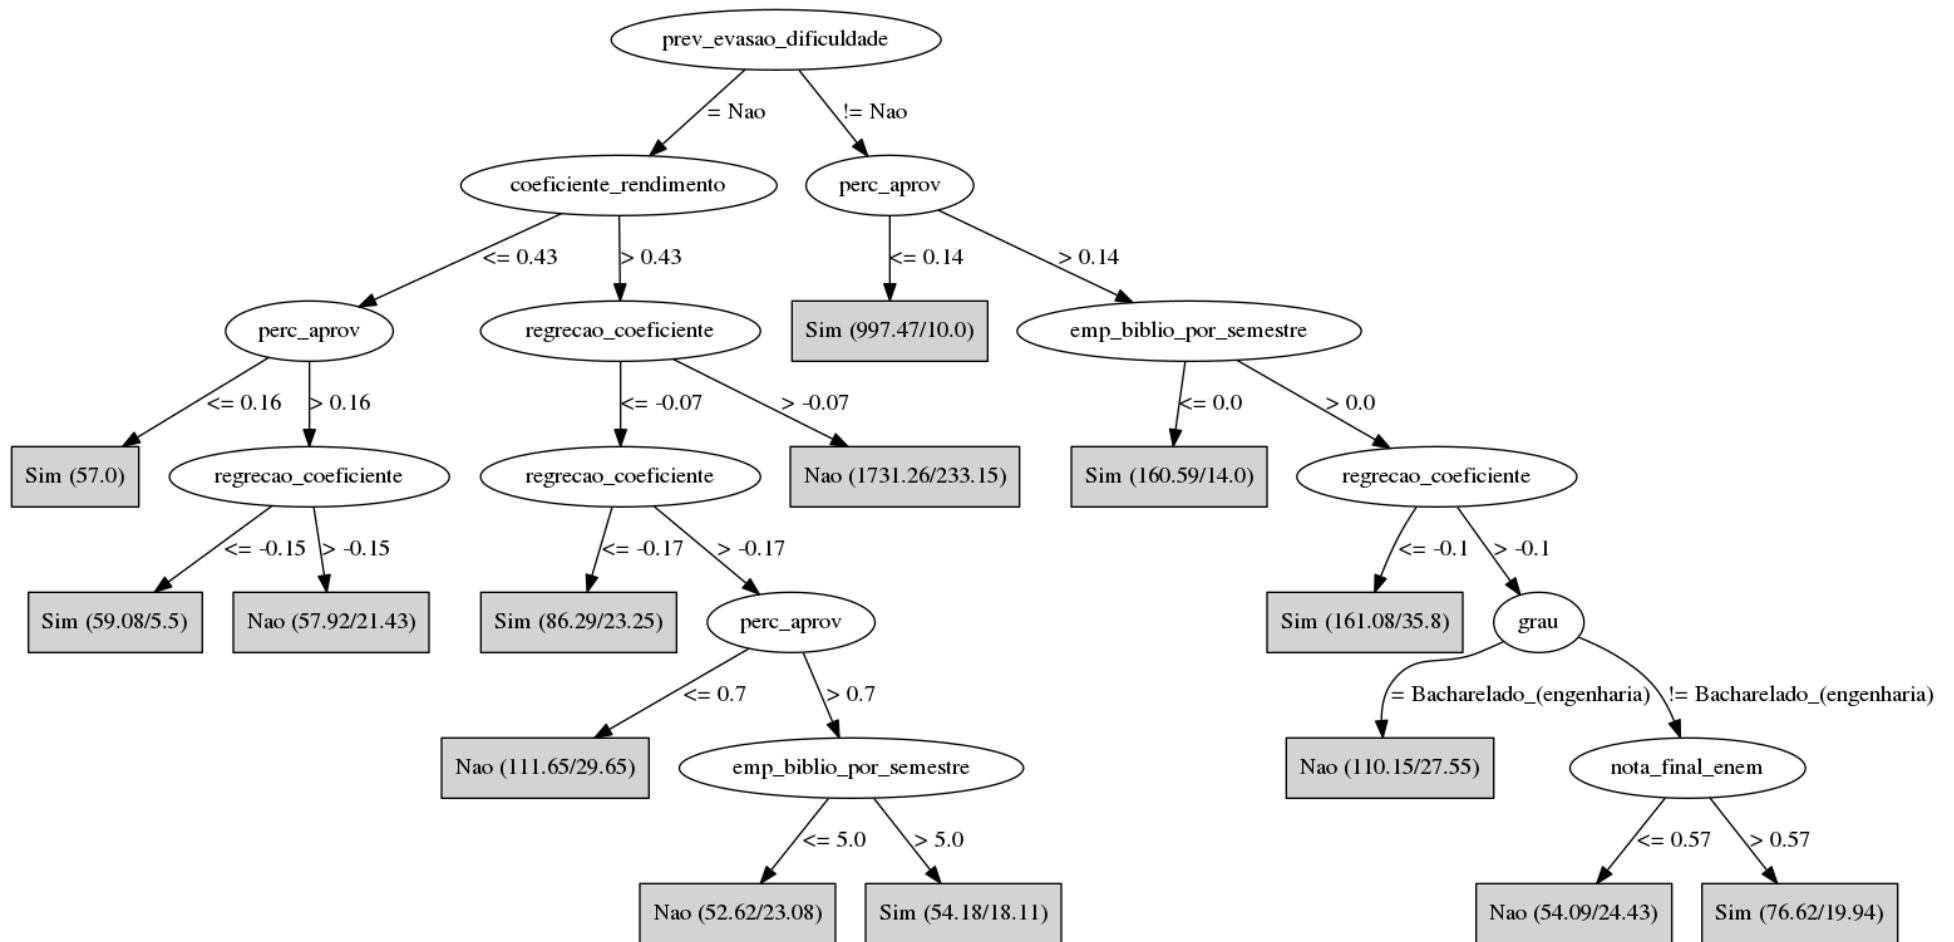 prev_evasao_dificuldade
= Nao
!= Nao
coeficiente_rendimento
perc_aprov
<= 0.43
> 0.43
<= 0.14
> 0.14
perc_aprov
regrecao_coeficiente
Sim (997.47/10.0)
emp_biblio_por_semestre
<= 0.16
> 0.16
<= -0.07
> -0.07
<= 0.0
> 0.0
Sim (57.0)
regrecao_coeficiente
regrecao_coeficiente
Nao (1731.26/233.15)
Sim (160.59/14.0)
regrecao_coeficiente
<= -0.15
> -0.15
<= -0.17
> -0.17
<= -0.1
> -0.1
Sim (59.08/5.5)
Nao (57.92/21.43)
Sim (86.29/23.25)
perc_aprov
Sim (161.08/35.8)
grau
<= 0.7
> 0.7
= Bacharelado_(engenharia)
!= Bacharelado_(engenharia)
Nao (111.65/29.65)
emp_biblio_por_semestre
Nao (110.15/27.55)
nota_final_enem
<= 5.0
> 5.0
<= 0.57
> 0.57
Nao (52.62/23.08)
Sim (54.18/18.11)
Nao (54.09/24.43)
Sim (76.62/19.94)